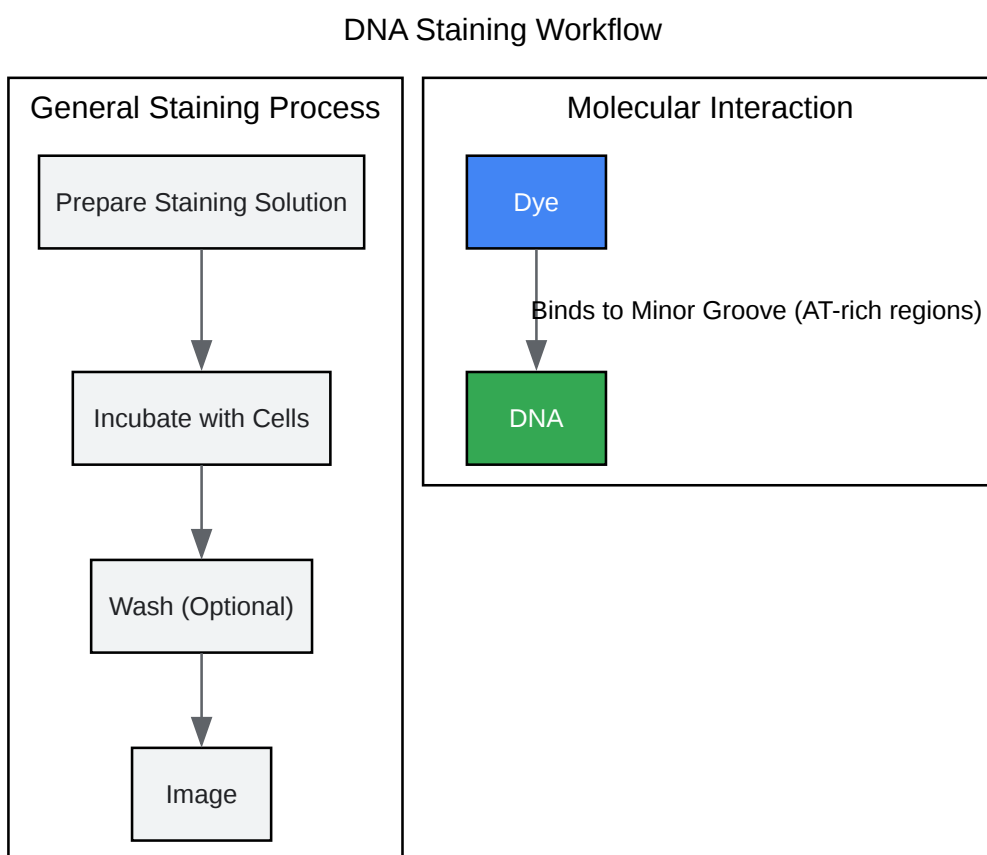 DNA Staining Workflow
General Staining Process
Prepare Staining Solution
Incubate with Cells
Wash (Optional)
Image
Molecular Interaction
Dye
Binds to Minor Groove (AT-rich regions)
DNA